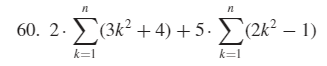 60. 2 · ∑_{k=1}^{n} (3k² + 4) + 5 · ∑_{k=1}^{n} (2k² − 1)